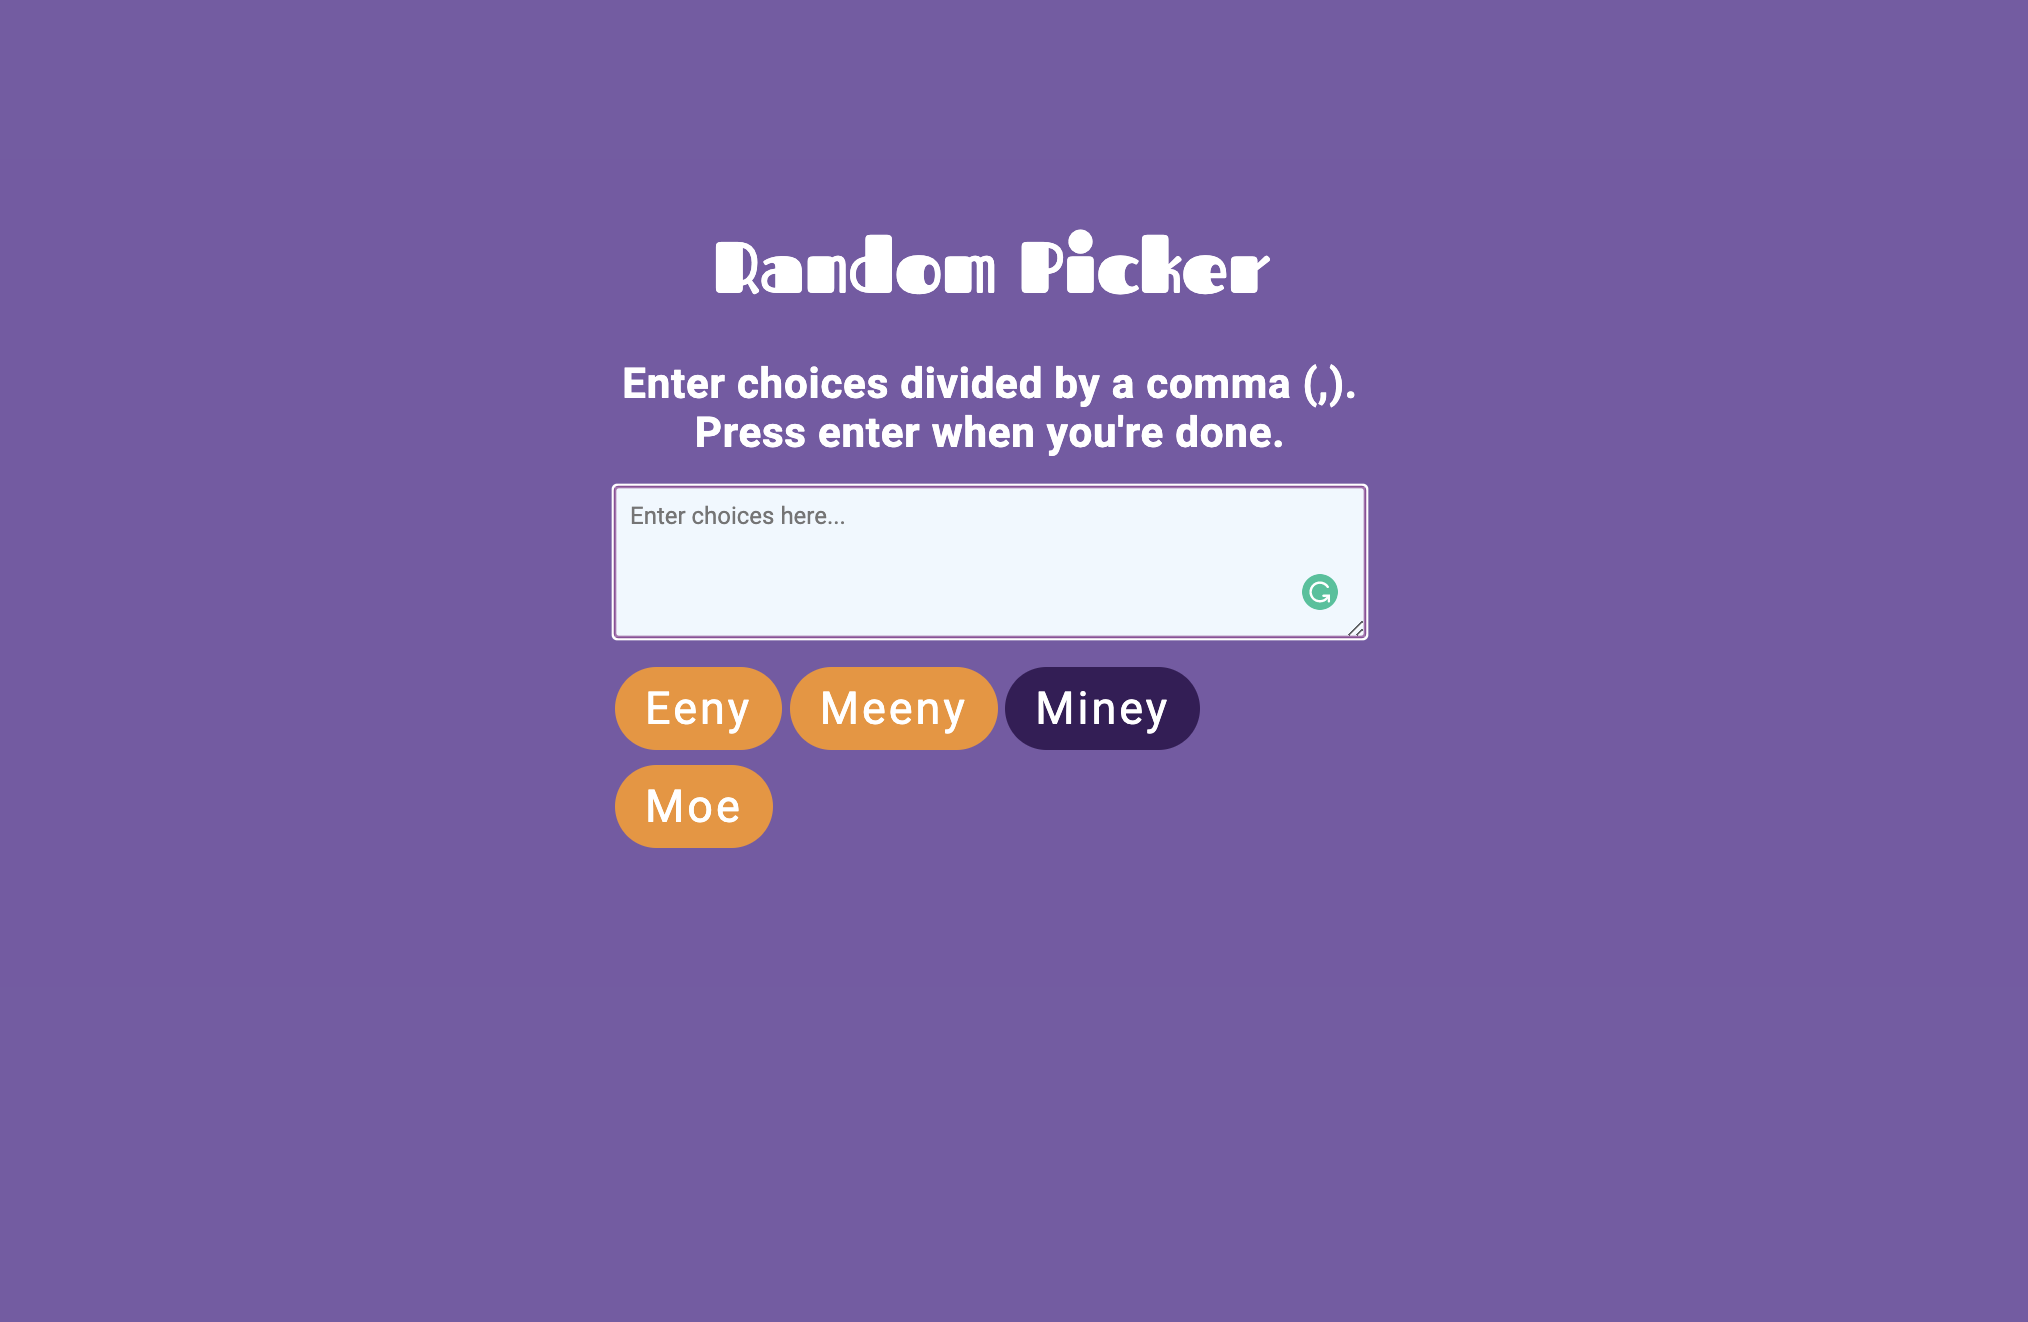 Random Picker
Enter choices divided by a comma (,).
Press enter when you're done.
Enter choices here...
Eeny Meeny Miney
Moe